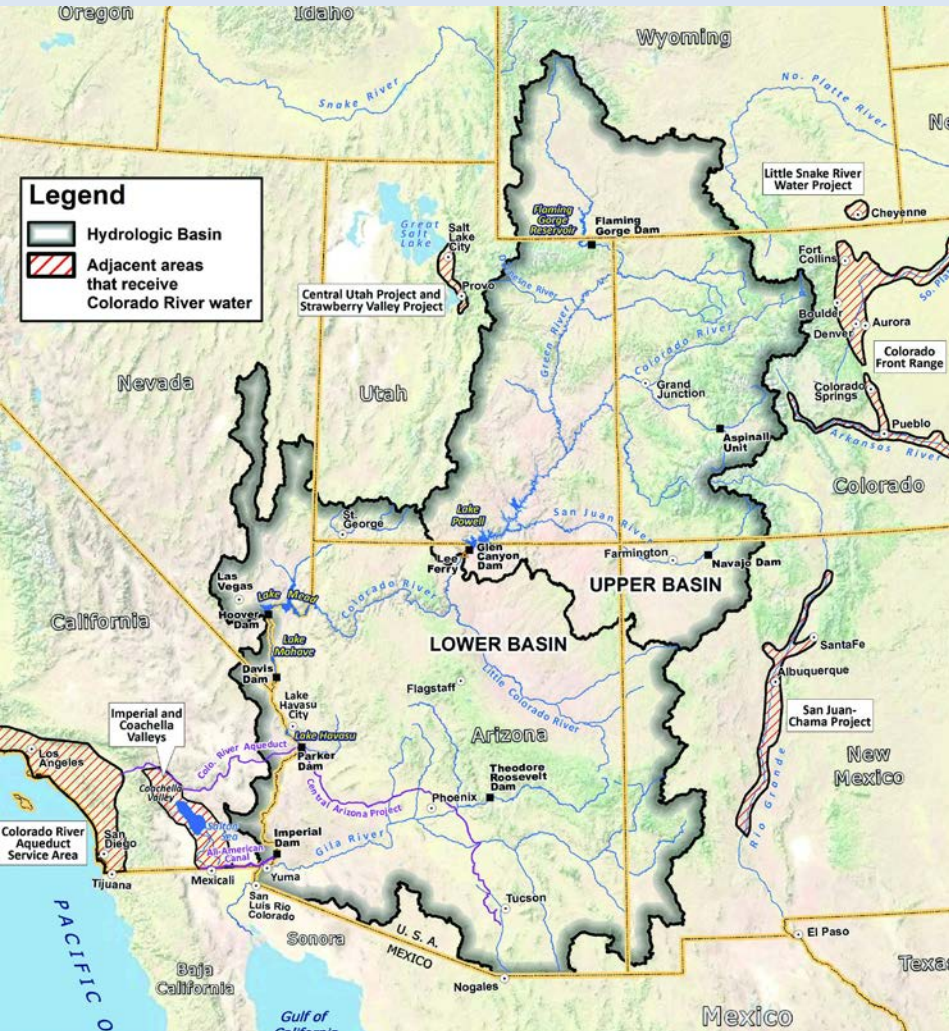 Oregon
Idaho
Wyoming
Snake River
No. Platte River
Legend
Hydrologic Basin
Adjacent areas
that receive
Colorado River water
Little Snake River
Water Project
Cheyenne
Great
Salt
Lake
Salt
Lake
City
Provo
Flaming
Gorge
Reservoir
Flaming
Gorge Dam
Central Utah Project and
Strawberry Valley Project
Green River
Colorado River
Fort
Collins
Boulder
Denver
Aurora
Colorado
Front Range
Nevada
Utah
Grand
Junction
Colorado
Springs
Pueblo
Aspinall
Unit
Arkansas River
Colorado
St.
George
Lake
Powell
San Juan River
Lee
Ferry
Glen
Canyon
Dam
Farmington
Navajo Dam
UPPER BASIN
Las
Vegas
Lake Mead
Colorado River
Hoover
Dam
California
LOWER BASIN
Lake
Mohave
Davis
Dam
Little Colorado River
Flagstaff
SantaFe
Albuquerque
Lake
Havasu
City
Imperial and
Coachella
Valleys
San Juan-
Chama Project
Colo. River Aqueduct
Lake Havasu
Parker
Dam
Arizona
New
Mexico
Los
Angeles
Coachella
Valley
Theodore
Roosevelt
Dam
Central Arizona Project
Phoenix
Rio Grande
Colorado River
Aqueduct
Service Area
San
Diego
Salton
Sea
All-American
Canal
Imperial
Dam
Gila River
Tijuana
Mexicali
Yuma
San
Luis Rio
Colorado
Tucson
PACIFIC O
Sonora
U. S. A.
MEXICO
El Paso
Baja
California
Nogales
Texas
Gulf of
California
Mexico